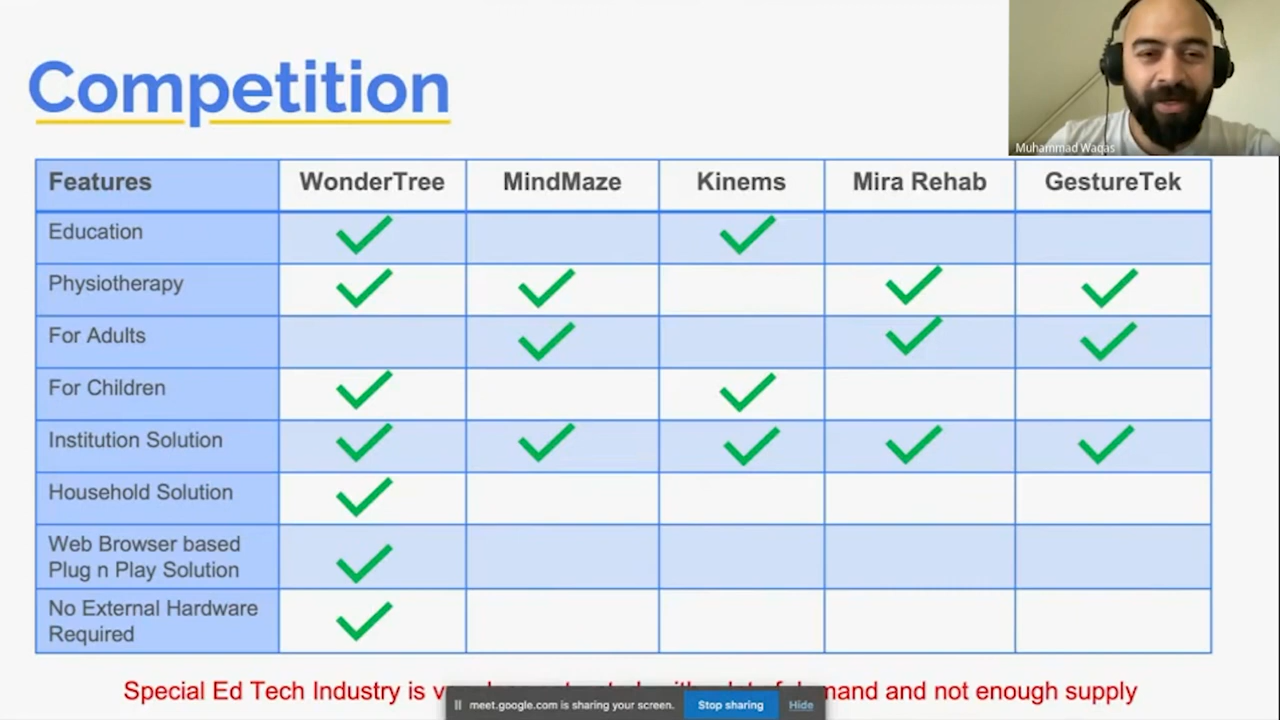 Competition
Muhammad Waqas
Features WonderTree MindMaze Kinems Mira Rehab GestureTek
Education
Physiotherapy
For Adults
For Children
Institution Solution
Household Solution
Web Browser based
Plug n Play Solution
No External Hardware
Required
Special Ed Tech Industry is and not enough supply
meet.google.com is sharing your screen. Stop sharing Hide